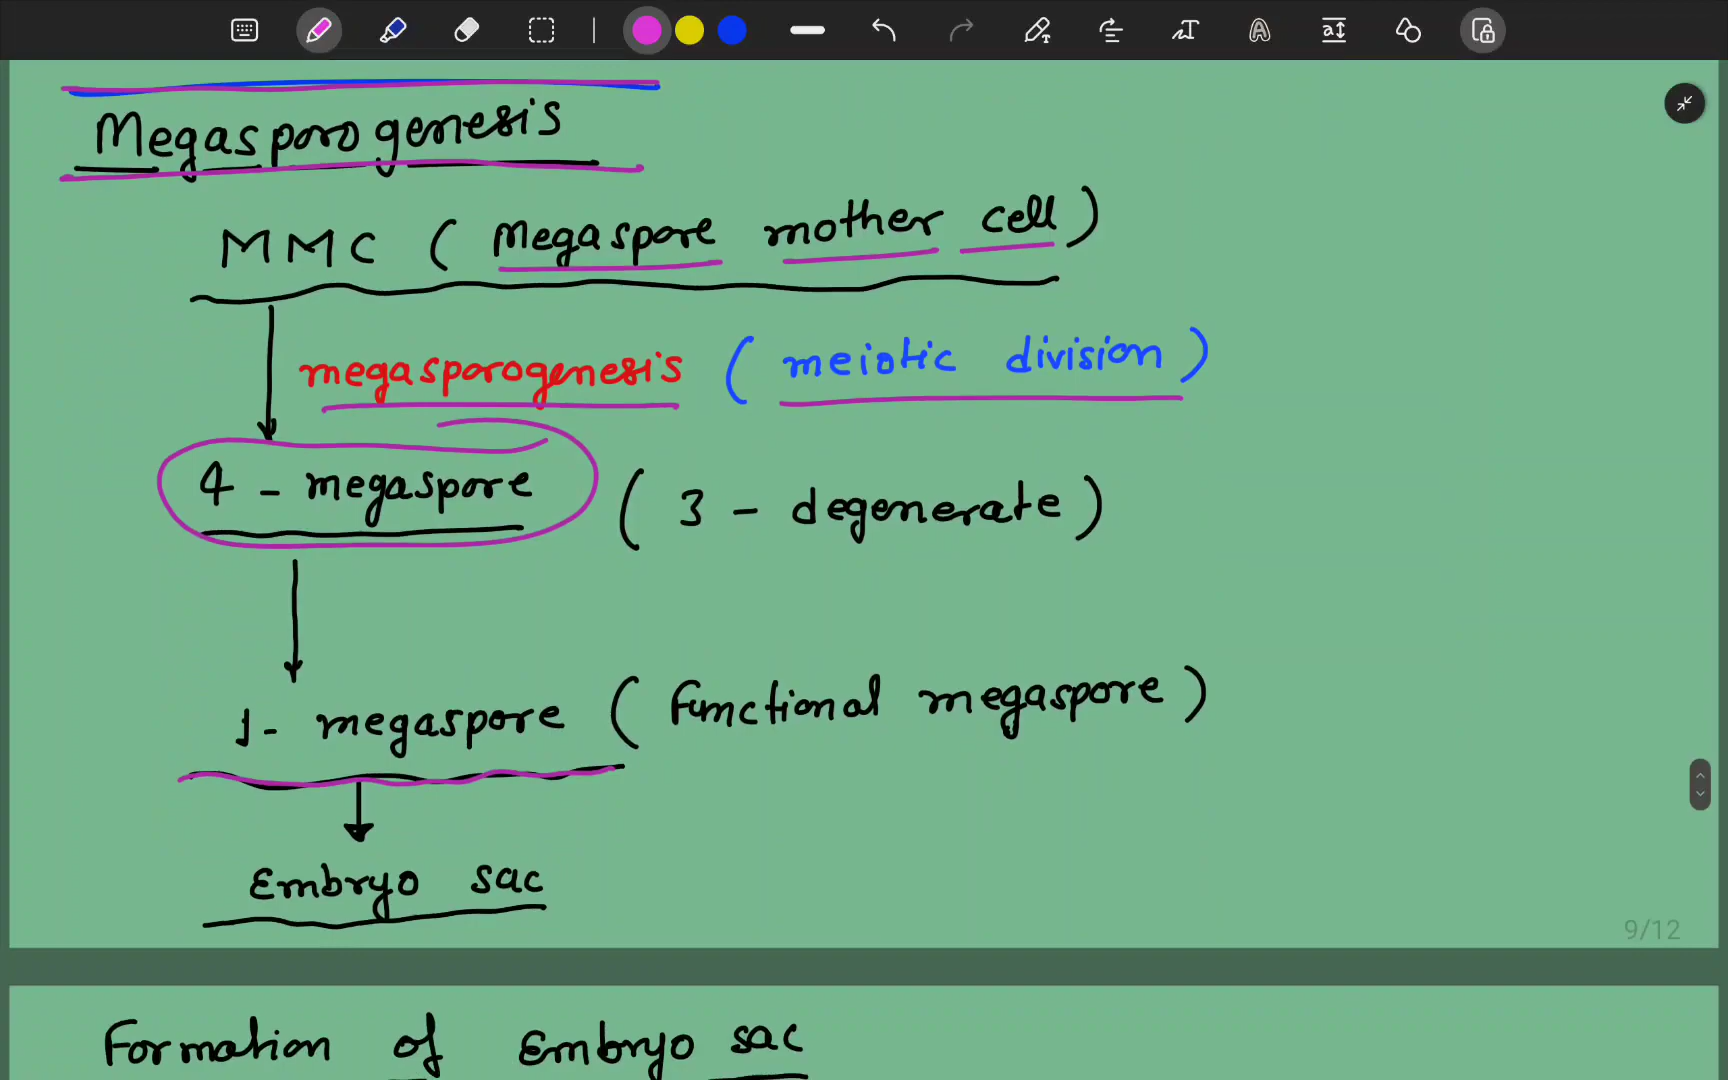 Megasporogenesis
MMC ( Megaspore mother cell )
megasporogenesis ( meiotic division )
4 - megaspore ( 3 - degenerate )
1 - megaspore ( functional megaspore )
Embryo sac
9/12
Formation of Embryo sac